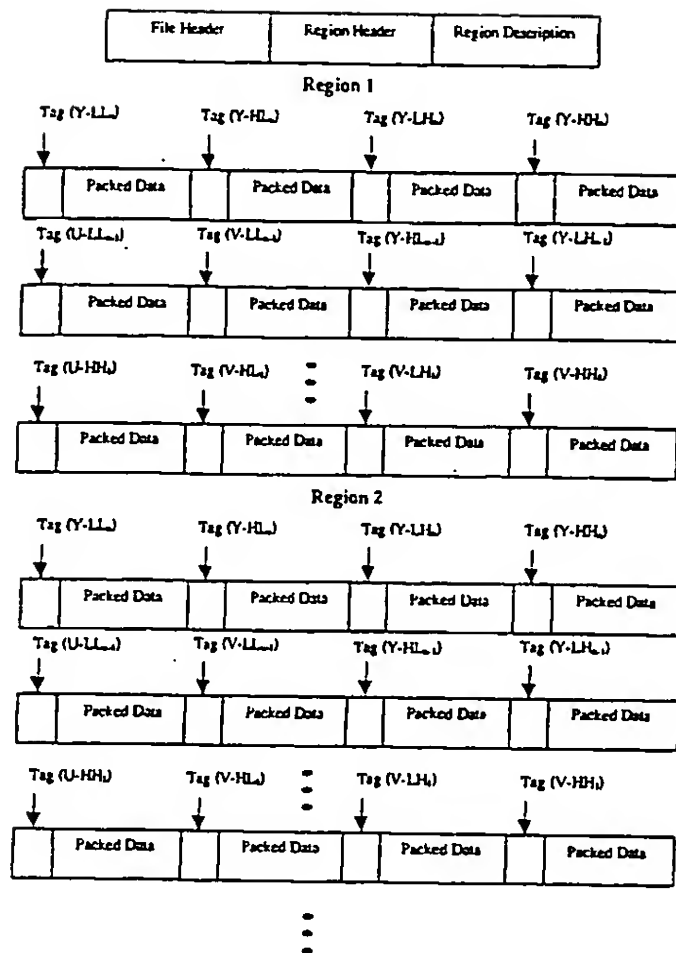 File Header Region Header Region Description
Region 1
Tag (Y-LLₙ) Tag (Y-HLₙ) Tag (Y-LHₙ) Tag (Y-HHₙ)
Packed Data Packed Data Packed Data Packed Data
Tag (U-LLₙ₋₁) Tag (V-LLₙ₋₁) Tag (Y-HLₙ₋₁) Tag (Y-LHₙ₋₁)
Packed Data Packed Data Packed Data Packed Data
Tag (U-HH₁) Tag (V-HL₁) Tag (V-LH₁) Tag (V-HH₁)
Packed Data Packed Data Packed Data Packed Data
Region 2
Tag (Y-LLₙ) Tag (Y-HLₙ) Tag (Y-LHₙ) Tag (Y-HHₙ)
Packed Data Packed Data Packed Data Packed Data
Tag (U-LLₙ₋₁) Tag (V-LLₙ₋₁) Tag (Y-HLₙ₋₁) Tag (Y-LHₙ₋₁)
Packed Data Packed Data Packed Data Packed Data
Tag (U-HH₁) Tag (V-HL₁) Tag (V-LH₁) Tag (V-HH₁)
Packed Data Packed Data Packed Data Packed Data